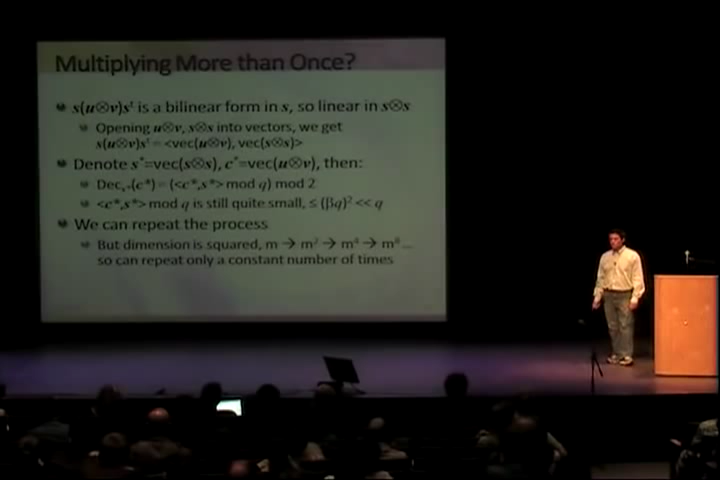 Multiplying More than Once?
s(u⊗v)sᵗ is a bilinear form in s, so linear in s⊗s
Opening u⊗v, s⊗s into vectors, we get
s(u⊗v)sᵗ = <vec(u⊗v), vec(s⊗s)>
Denote s*=vec(s⊗s), c*=vec(u⊗v), then:
Decₛ*(c*) = (<c*,s*> mod q) mod 2
<c*,s*> mod q is still quite small, ≤ (βq)² << q
We can repeat the process
But dimension is squared, m → m² → m⁴ → m⁸ ...
so can repeat only a constant number of times